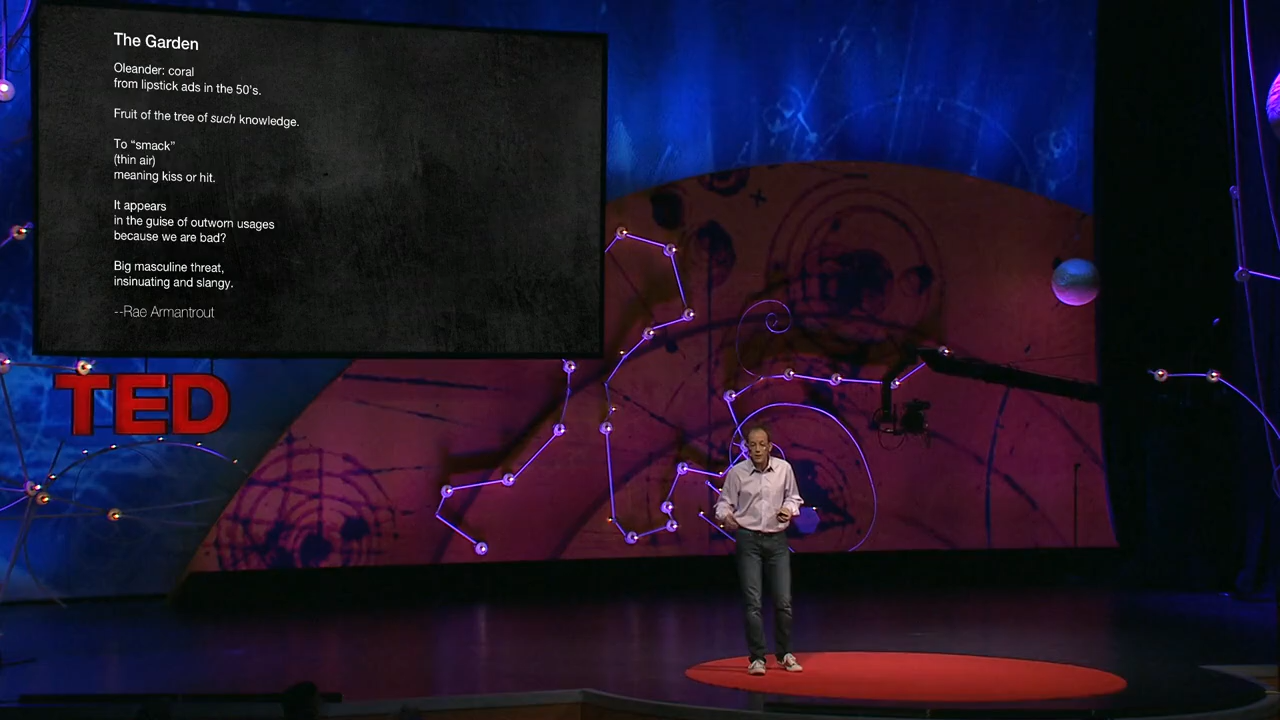 The Garden
Oleander: coral
from lipstick ads in the 50's.
Fruit of the tree of such knowledge.
To “smack”
(thin air)
meaning kiss or hit.
It appears
in the guise of outworn usages
because we are bad?
Big masculine threat,
insinuating and slangy.
--Rae Armantrout
TED